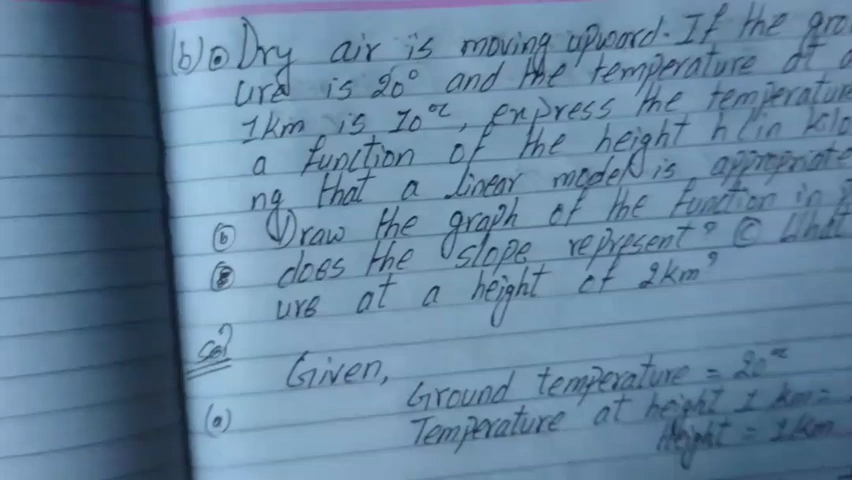 (b) ⓐ Dry air is moving upward. If the gro
ure is 20° and the temperature at a
1km is 10°C, express the temperature
a function of the height h (in kilo
ng that a linear model is appropriate
ⓑ Draw the graph of the function in
does the slope represent? ⓒ What
ure at a height of 2km?
Sol?
Given,
(a) Ground temperature = 20°C
Temperature at height 1 km =
Height = 1km